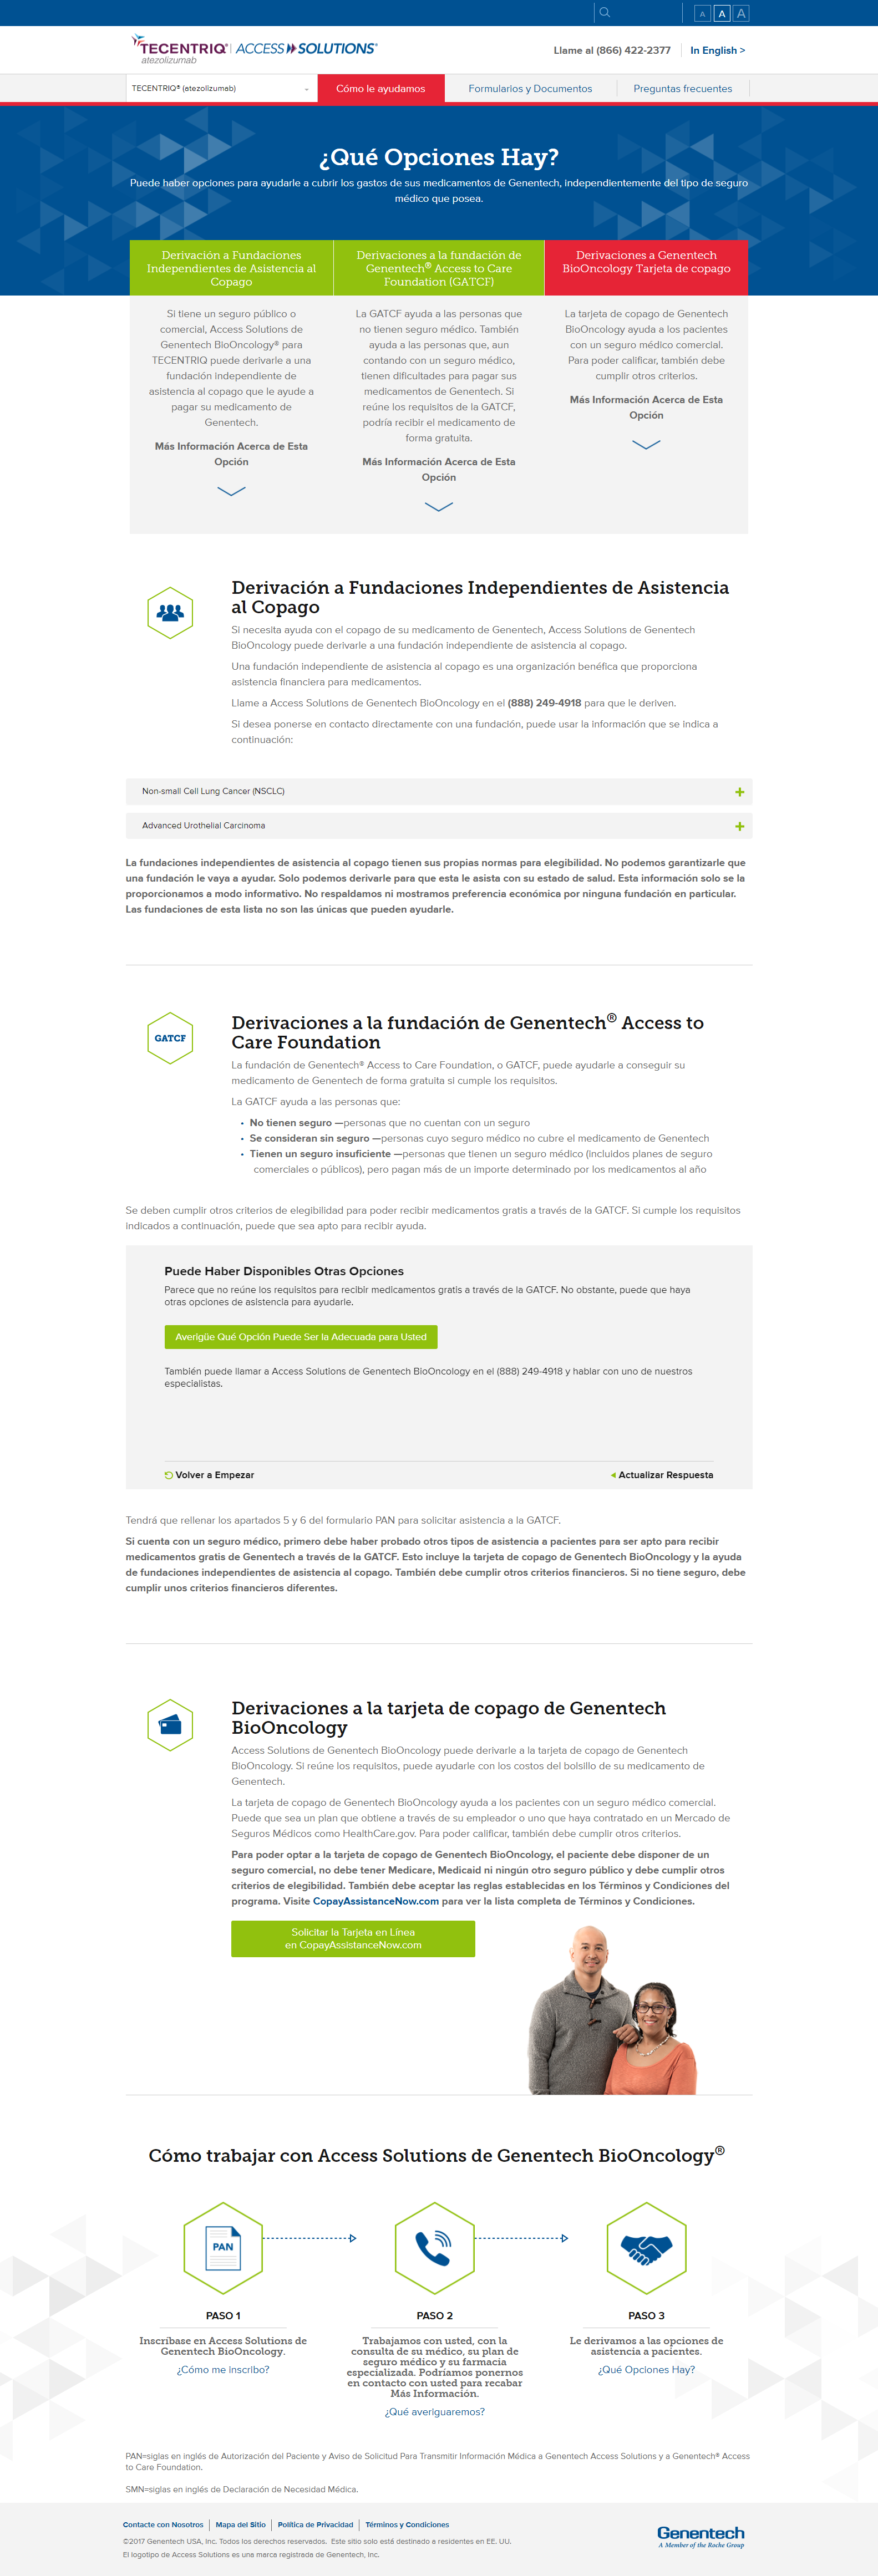 A A A
TECENTRIQ® | ACCESS SOLUTIONS®
atezolizumab
Llame al (866) 422-2377
In English >
TECENTRIQ® (atezolizumab)
Cómo le ayudamos
Formularios y Documentos
Preguntas frecuentes
¿Qué Opciones Hay?
Puede haber opciones para ayudarle a cubrir los gastos de sus medicamentos de Genentech, independientemente del tipo de seguro
médico que posea.
Derivación a Fundaciones
Independientes de Asistencia al
Copago
Si tiene un seguro público o
comercial, Access Solutions de
Genentech BioOncology® para
TECENTRIQ puede derivarle a una
fundación independiente de
asistencia al copago que le ayude a
pagar su medicamento de
Genentech.
Más Información Acerca de Esta
Opción
Derivaciones a la fundación de
Genentech® Access to Care
Foundation (GATCF)
La GATCF ayuda a las personas que
no tienen seguro médico. También
ayuda a las personas que, aun
contando con un seguro médico,
tienen dificultades para pagar sus
medicamentos de Genentech. Si
reúne los requisitos de la GATCF,
podría recibir el medicamento de
forma gratuita.
Más Información Acerca de Esta
Opción
Derivaciones a Genentech
BioOncology Tarjeta de copago
La tarjeta de copago de Genentech
BioOncology ayuda a los pacientes
con un seguro médico comercial.
Para poder calificar, también debe
cumplir otros criterios.
Más Información Acerca de Esta
Opción
Derivación a Fundaciones Independientes de Asistencia
al Copago
Si necesita ayuda con el copago de su medicamento de Genentech, Access Solutions de Genentech
BioOncology puede derivarle a una fundación independiente de asistencia al copago.
Una fundación independiente de asistencia al copago es una organización benéfica que proporciona
asistencia financiera para medicamentos.
Llame a Access Solutions de Genentech BioOncology en el (888) 249-4918 para que le deriven.
Si desea ponerse en contacto directamente con una fundación, puede usar la información que se indica a
continuación:
Non-small Cell Lung Cancer (NSCLC)
Advanced Urothelial Carcinoma
La fundaciones independientes de asistencia al copago tienen sus propias normas para elegibilidad. No podemos garantizarle que
una fundación le vaya a ayudar. Solo podemos derivarle para que esta le asista con su estado de salud. Esta información solo se la
proporcionamos a modo informativo. No respaldamos ni mostramos preferencia económica por ninguna fundación en particular.
Las fundaciones de esta lista no son las únicas que pueden ayudarle.
GATCF
Derivaciones a la fundación de Genentech® Access to
Care Foundation
La fundación de Genentech® Access to Care Foundation, o GATCF, puede ayudarle a conseguir su
medicamento de Genentech de forma gratuita si cumple los requisitos.
La GATCF ayuda a las personas que:
• No tienen seguro —personas que no cuentan con un seguro
• Se consideran sin seguro —personas cuyo seguro médico no cubre el medicamento de Genentech
• Tienen un seguro insuficiente —personas que tienen un seguro médico (incluidos planes de seguro
comerciales o públicos), pero pagan más de un importe determinado por los medicamentos al año
Se deben cumplir otros criterios de elegibilidad para poder recibir medicamentos gratis a través de la GATCF. Si cumple los requisitos
indicados a continuación, puede que sea apto para recibir ayuda.
Puede Haber Disponibles Otras Opciones
Parece que no reúne los requisitos para recibir medicamentos gratis a través de la GATCF. No obstante, puede que haya
otras opciones de asistencia para ayudarle.
Averigüe Qué Opción Puede Ser la Adecuada para Usted
También puede llamar a Access Solutions de Genentech BioOncology en el (888) 249-4918 y hablar con uno de nuestros
especialistas.
Volver a Empezar
Actualizar Respuesta
Tendrá que rellenar los apartados 5 y 6 del formulario PAN para solicitar asistencia a la GATCF.
Si cuenta con un seguro médico, primero debe haber probado otros tipos de asistencia a pacientes para ser apto para recibir
medicamentos gratis de Genentech a través de la GATCF. Esto incluye la tarjeta de copago de Genentech BioOncology y la ayuda
de fundaciones independientes de asistencia al copago. También debe cumplir otros criterios financieros. Si no tiene seguro, debe
cumplir unos criterios financieros diferentes.
Derivaciones a la tarjeta de copago de Genentech
BioOncology
Access Solutions de Genentech BioOncology puede derivarle a la tarjeta de copago de Genentech
BioOncology. Si reúne los requisitos, puede ayudarle con los costos del bolsillo de su medicamento de
Genentech.
La tarjeta de copago de Genentech BioOncology ayuda a los pacientes con un seguro médico comercial.
Puede que sea un plan que obtiene a través de su empleador o uno que haya contratado en un Mercado de
Seguros Médicos como HealthCare.gov. Para poder calificar, también debe cumplir otros criterios.
Para poder optar a la tarjeta de copago de Genentech BioOncology, el paciente debe disponer de un
seguro comercial, no debe tener Medicare, Medicaid ni ningún otro seguro público y debe cumplir otros
criterios de elegibilidad. También debe aceptar las reglas establecidas en los Términos y Condiciones del
programa. Visite CopayAssistanceNow.com para ver la lista completa de Términos y Condiciones.
Solicitar la Tarjeta en Línea
en CopayAssistanceNow.com
Cómo trabajar con Access Solutions de Genentech BioOncology®
PAN
PASO 1
Inscríbase en Access Solutions de
Genentech BioOncology.
¿Cómo me inscribo?
PASO 2
Trabajamos con usted, con la
consulta de su médico, su plan de
seguro médico y su farmacia
especializada. Podríamos ponernos
en contacto con usted para recabar
Más Información.
¿Qué averiguaremos?
PASO 3
Le derivamos a las opciones de
asistencia a pacientes.
¿Qué Opciones Hay?
PAN=siglas en inglés de Autorización del Paciente y Aviso de Solicitud Para Transmitir Información Médica a Genentech Access Solutions y a Genentech® Access
to Care Foundation.
SMN=siglas en inglés de Declaración de Necesidad Médica.
Contacte con Nosotros | Mapa del Sitio | Política de Privacidad | Términos y Condiciones
©2017 Genentech USA, Inc. Todos los derechos reservados. Este sitio solo está destinado a residentes en EE. UU.
El logotipo de Access Solutions es una marca registrada de Genentech, Inc.
Genentech
A Member of the Roche Group